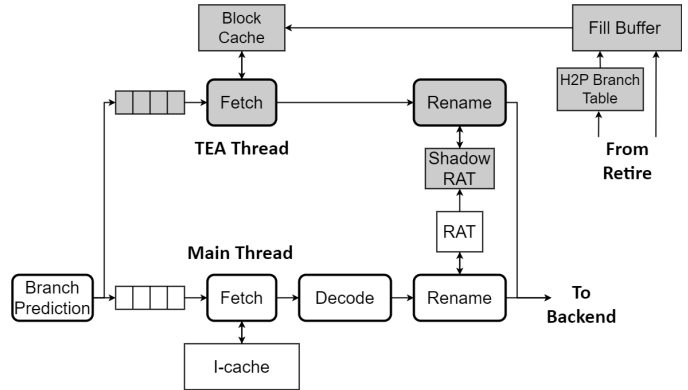 Block
Cache
Fill Buffer
H2P Branch
Table
Fetch
Rename
TEA Thread
From
Retire
Shadow
RAT
RAT
Main Thread
Branch
Prediction
Fetch
Decode
Rename
To
Backend
I-cache